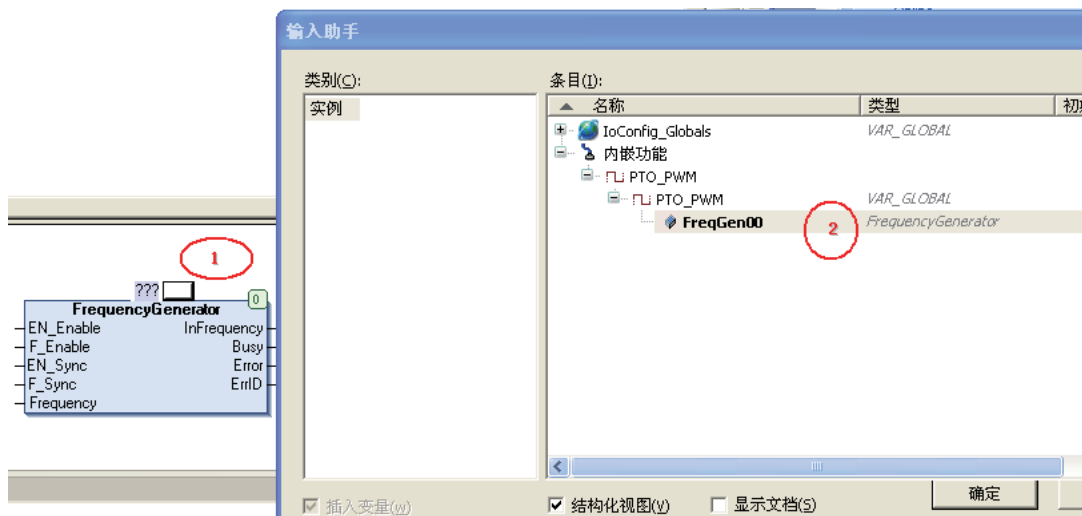 输入助手
类别(C):
实例
条目(I):
名称
类型
IoConfig_Globals
VAR_GLOBAL
内嵌功能
PTO_PWM
PTO_PWM
VAR_GLOBAL
FreqGen00
2
FrequencyGenerator
1
???
0
FrequencyGenerator
EN_Enable
InFrequency
F_Enable
Busy
EN_Sync
Error
F_Sync
ErrID
Frequency
插入变量(w)
结构化视图(V)
显示文档(S)
确定